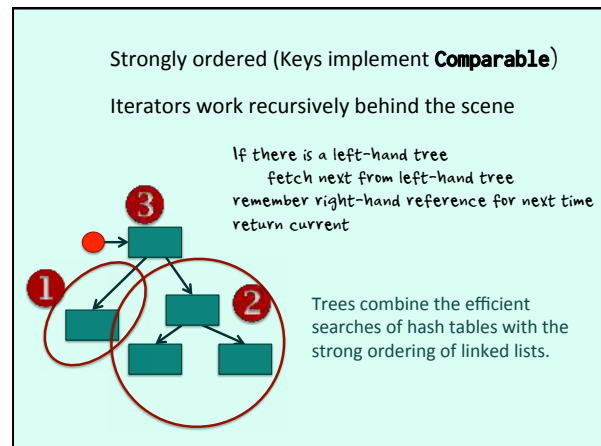 Strongly ordered (Keys implement Comparable)
Iterators work recursively behind the scene
If there is a left-hand tree
fetch next from left-hand tree
remember right-hand reference for next time
return current
3
1
2
Trees combine the efficient
searches of hash tables with the
strong ordering of linked lists.